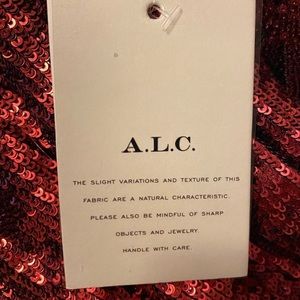 A.L.C.
THE SLIGHT VARIATIONS AND TEXTURE OF THIS
FABRIC ARE A NATURAL CHARACTERISTIC.
PLEASE ALSO BE MINDFUL OF SHARP
OBJECTS AND JEWELRY.
HANDLE WITH CARE.